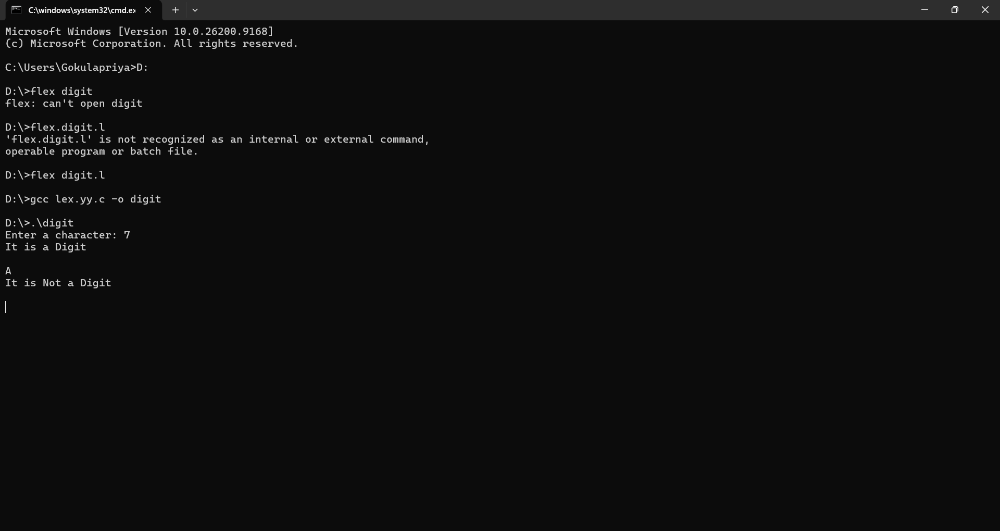 C:\windows\system32\cmd.ex
Microsoft Windows [Version 10.0.26200.9168]
(c) Microsoft Corporation. All rights reserved.
C:\Users\Gokulapriya>D:
D:\>flex digit
flex: can't open digit
D:\>flex.digit.l
'flex.digit.l' is not recognized as an internal or external command,
operable program or batch file.
D:\>flex digit.l
D:\>gcc lex.yy.c -o digit
D:\>.\digit
Enter a character: 7
It is a Digit
A
It is Not a Digit